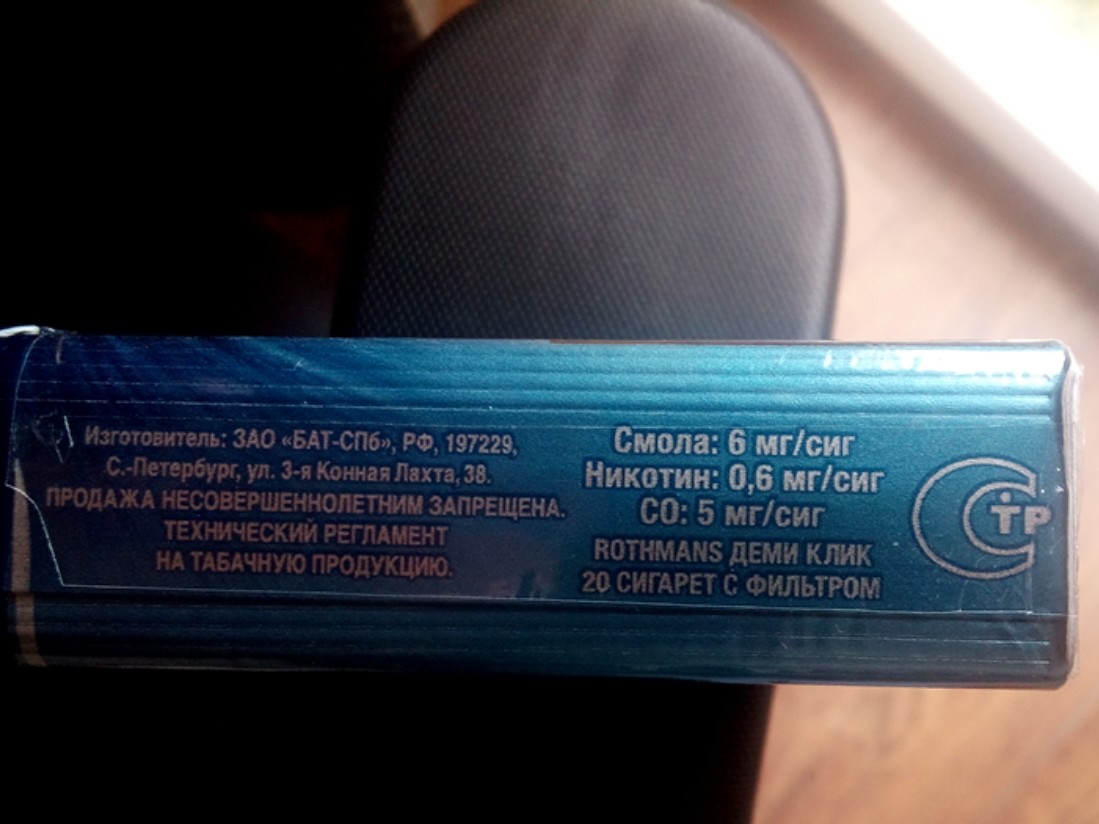 Изготовитель: ЗАО «БАТ-СПб», РФ, 197229,
С.-Петербург, ул. 3-я Конная Лахта, 38.
ПРОДАЖА НЕСОВЕРШЕННОЛЕТНИМ ЗАПРЕЩЕНА.
ТЕХНИЧЕСКИЙ РЕГЛАМЕНТ
НА ТАБАЧНУЮ ПРОДУКЦИЮ.
Смола: 6 мг/сиг
Никотин: 0,6 мг/сиг
СО: 5 мг/сиг
ROTHMANS ДЕМИ КЛИК
20 СИГАРЕТ С ФИЛЬТРОМ
СТР